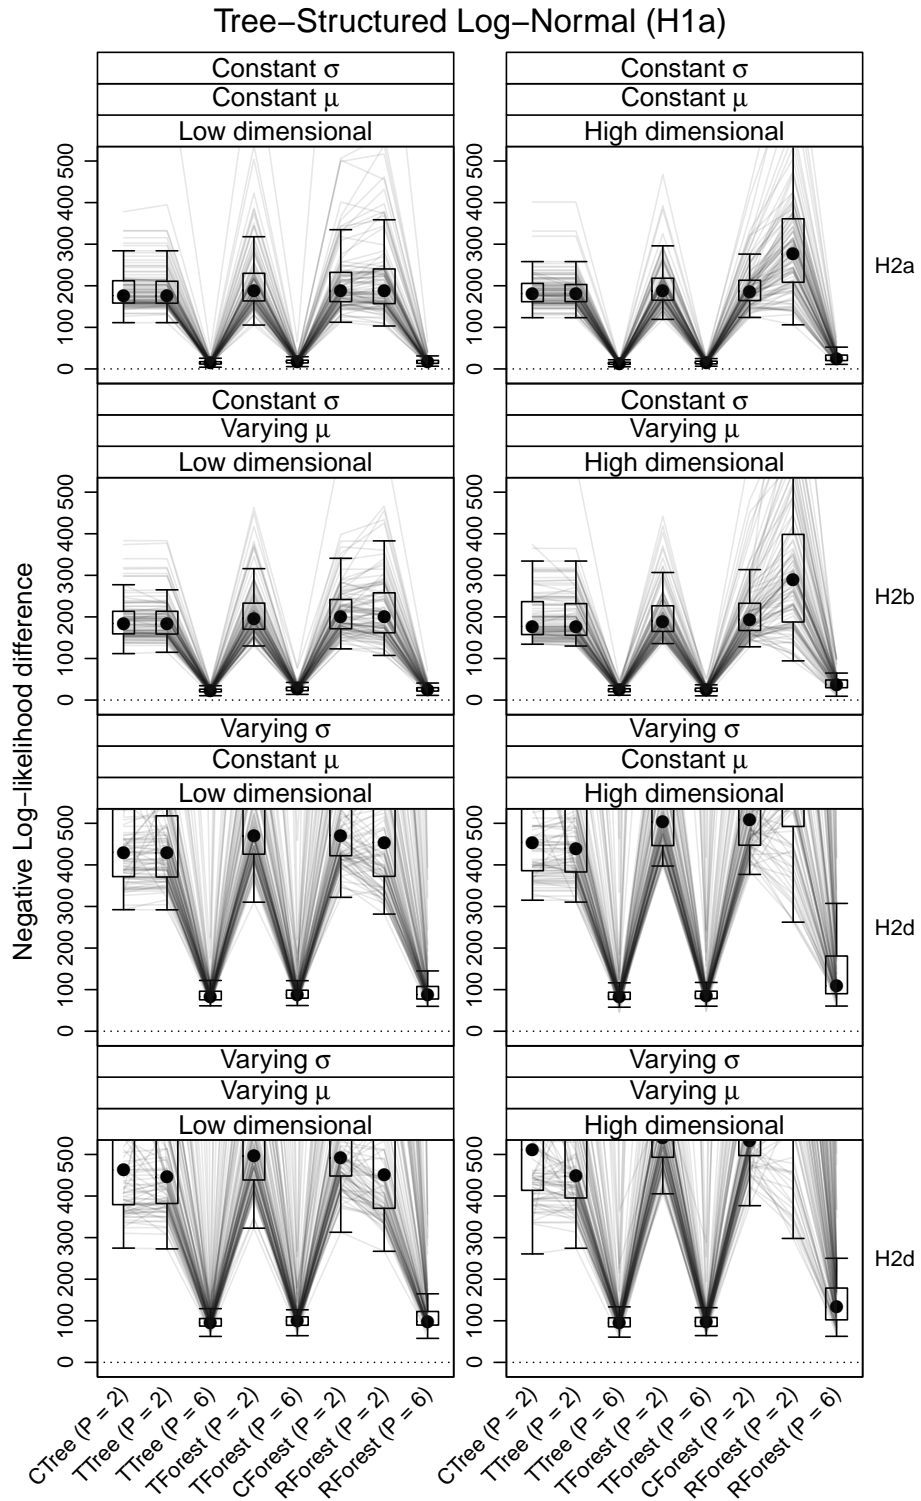 Tree−Structured Log−Normal (H1a)
Negative Log−likelihood difference
Constant σ
Constant μ
Low dimensional
0 100 200 300 400 500
Constant σ
Constant μ
High dimensional
0 100 200 300 400 500
H2a
Constant σ
Varying μ
Low dimensional
0 100 200 300 400 500
Constant σ
Varying μ
High dimensional
0 100 200 300 400 500
H2b
Varying σ
Constant μ
Low dimensional
0 100 200 300 400 500
Varying σ
Constant μ
High dimensional
0 100 200 300 400 500
H2d
Varying σ
Varying μ
Low dimensional
0 100 200 300 400 500
Varying σ
Varying μ
High dimensional
0 100 200 300 400 500
H2d
CTree (P = 2)
TTree (P = 2)
TTree (P = 6)
TForest (P = 2)
TForest (P = 6)
CForest (P = 2)
RForest (P = 2)
RForest (P = 6)
CTree (P = 2)
TTree (P = 2)
TTree (P = 6)
TForest (P = 2)
TForest (P = 6)
CForest (P = 2)
RForest (P = 2)
RForest (P = 6)